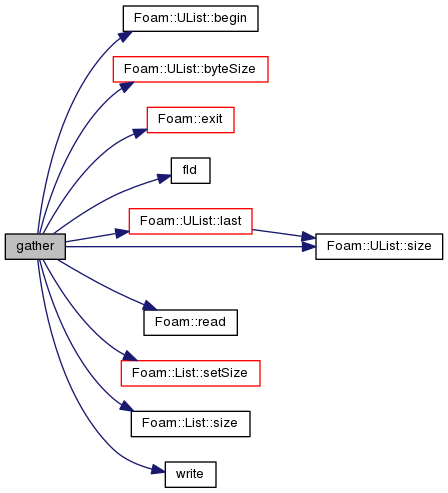 Foam::UList::begin
Foam::UList::byteSize
Foam::exit
fld
Foam::UList::last
gather
Foam::UList::size
Foam::read
Foam::List::setSize
Foam::List::size
write